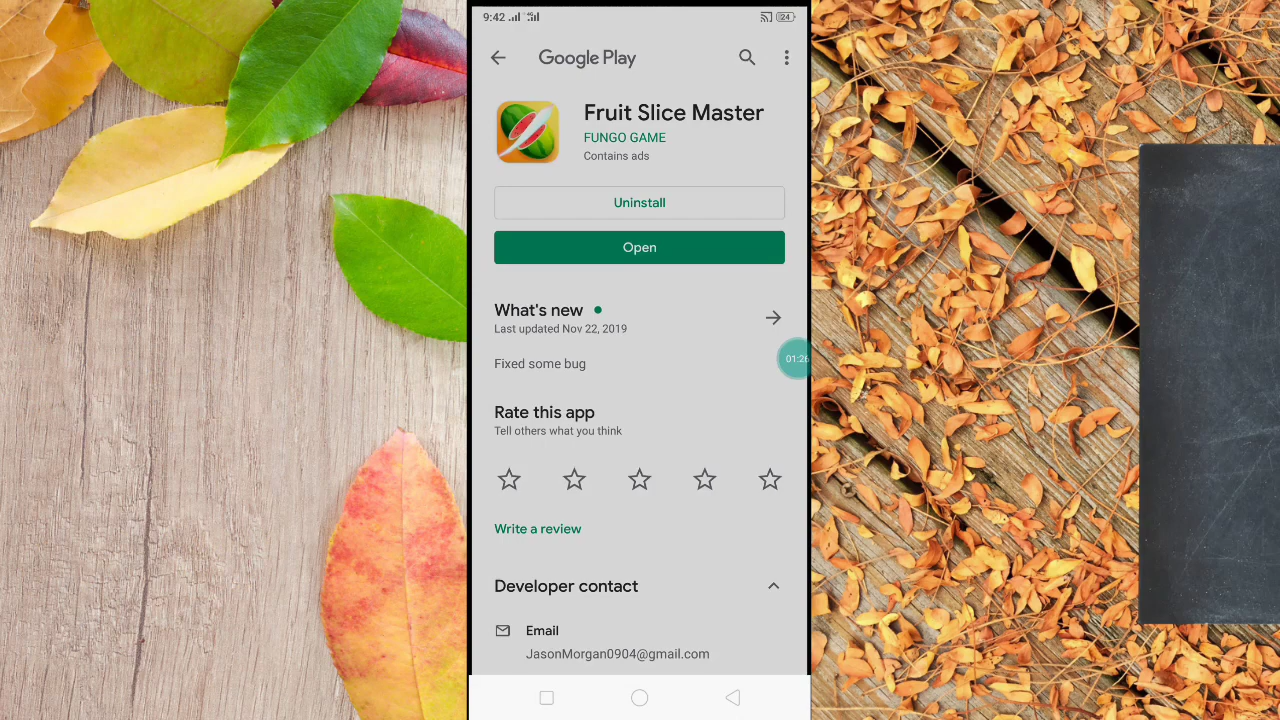 9:42
24
Google Play
Fruit Slice Master
FUNGO GAME
Contains ads
Uninstall
Open
What's new
Last updated Nov 22, 2019
01:26
Fixed some bug
Rate this app
Tell others what you think
Write a review
Developer contact
Email
JasonMorgan0904@gmail.com